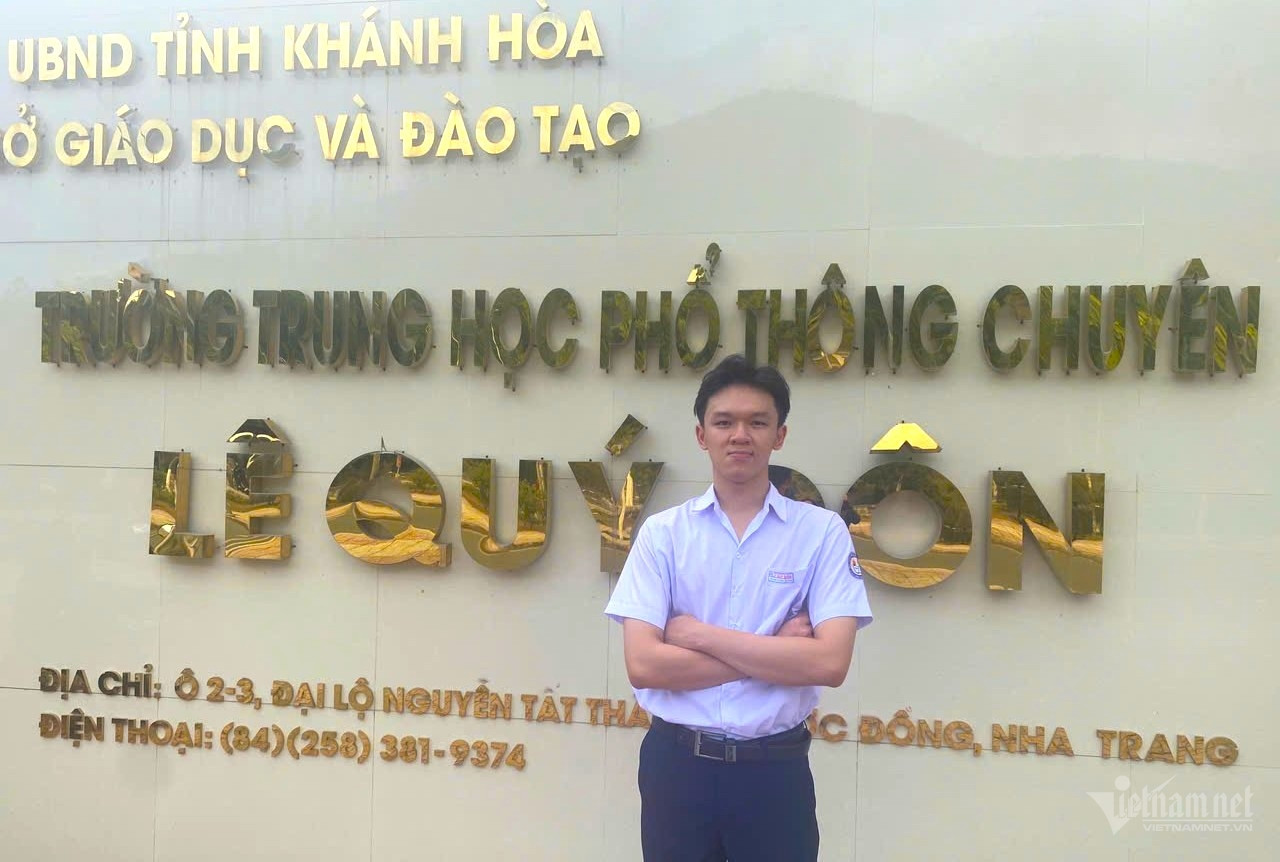 UBND TỈNH KHÁNH HÒA
GIÁO DỤC VÀ ĐÀO TẠO
TRƯỜNG TRUNG HỌC PHỔ THÔNG CHUYÊN
LÊ QUÝ ĐÔN
ĐỊA CHỈ: Ô 2-3, ĐẠI LỘ NGUYỄN TẤT ĐỒNG, NHA TRANG
ĐIỆN THOẠI: (84)(258) 381-9374
vietnamnet
VIETNAMNET.VN